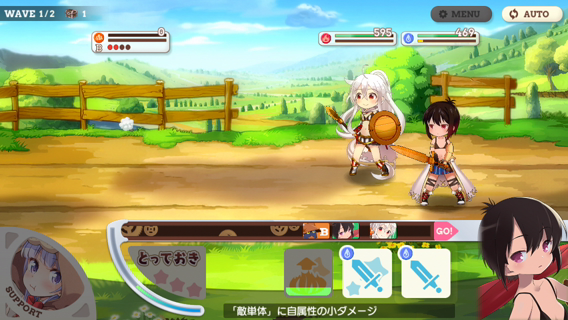 WAVE 1/2 1
MENU
AUTO
0
B
595
469
B
GO!
とっておき
SUPPORT
「敵単体」に自属性の小ダメージ